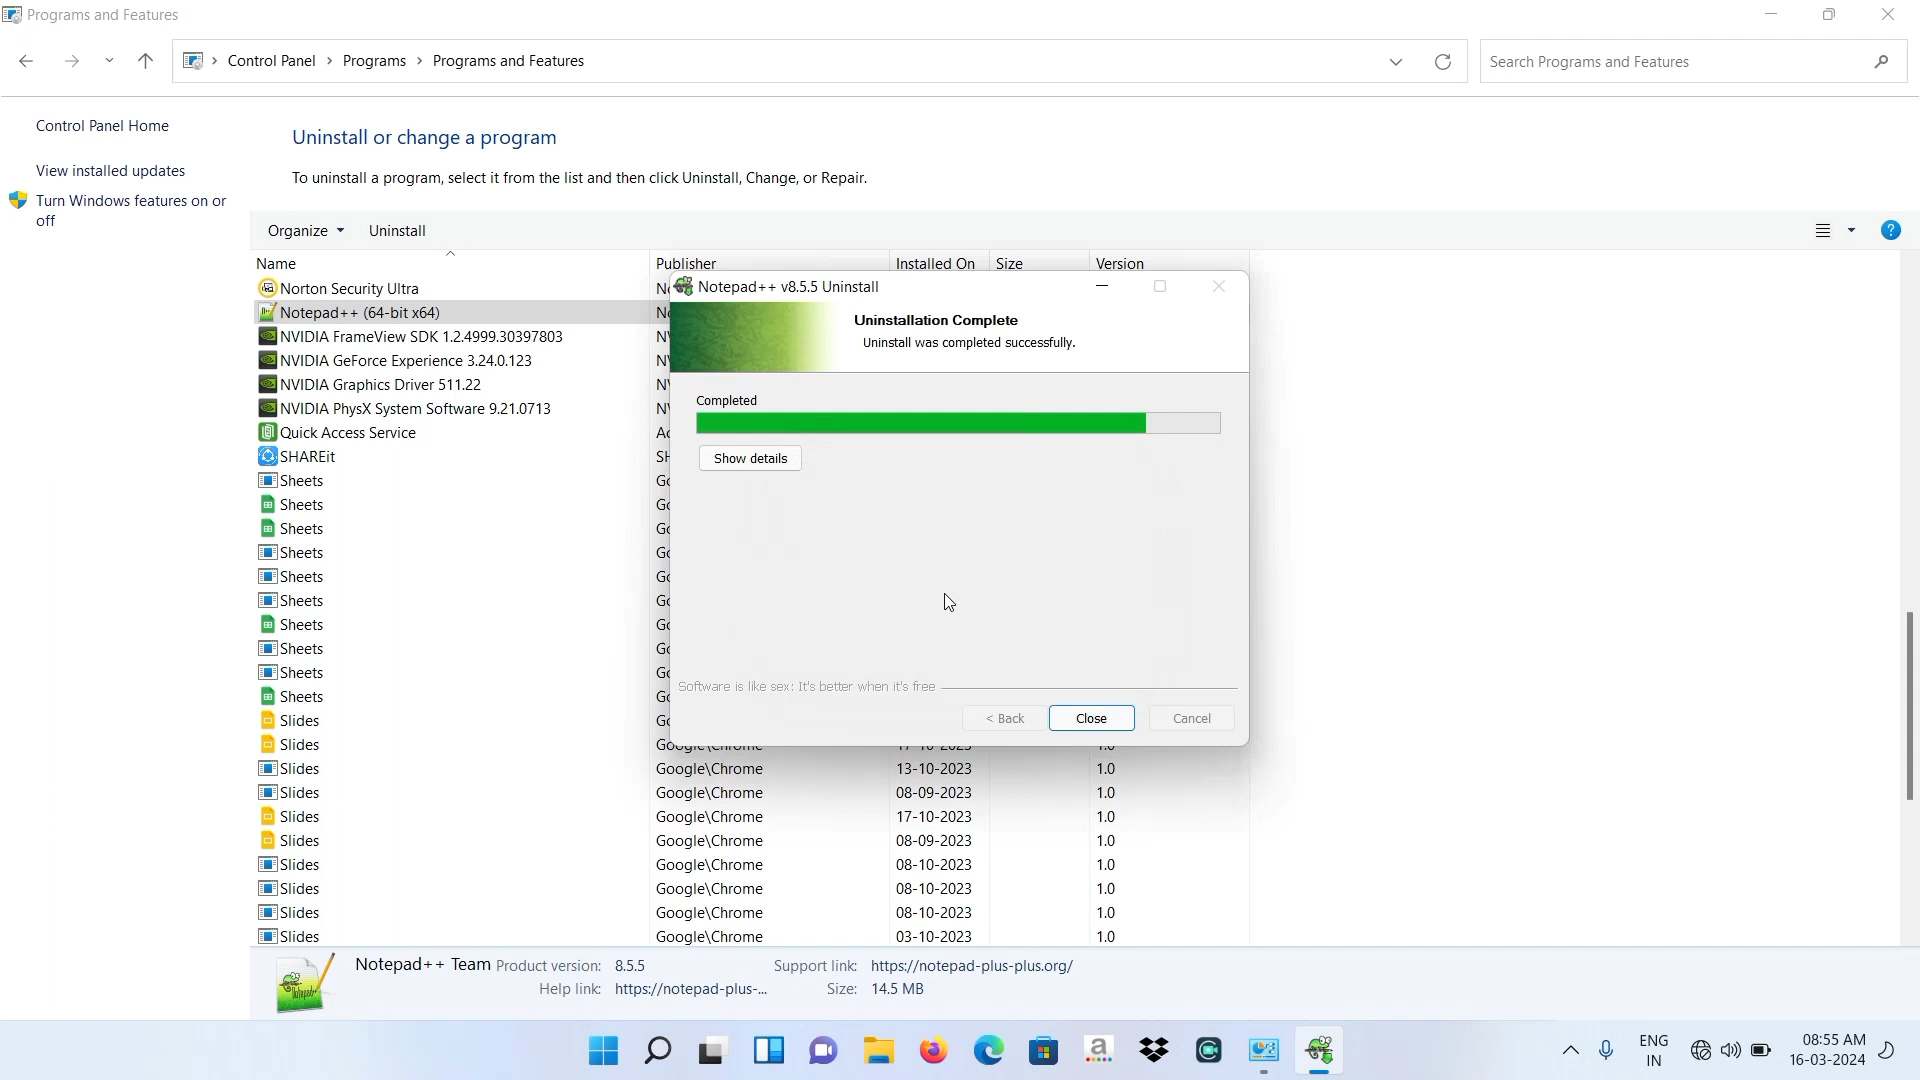 Programs and Features
Control Panel > Programs > Programs and Features
Search Programs and Features
Control Panel Home
View installed updates
Turn Windows features on or
off
Uninstall or change a program
To uninstall a program, select it from the list and then click Uninstall, Change, or Repair.
Organize Uninstall
Name Publisher Installed On Size Version
Norton Security Ultra
Notepad++ (64-bit x64)
NVIDIA FrameView SDK 1.2.4999.30397803
NVIDIA GeForce Experience 3.24.0.123
NVIDIA Graphics Driver 511.22
NVIDIA PhysX System Software 9.21.0713
Quick Access Service
SHAREit
Sheets
Sheets
Sheets
Sheets
Sheets
Sheets
Sheets
Sheets
Sheets
Sheets
Slides
Slides
Slides Google\Chrome 13-10-2023 1.0
Slides Google\Chrome 08-09-2023 1.0
Slides Google\Chrome 17-10-2023 1.0
Slides Google\Chrome 08-09-2023 1.0
Slides Google\Chrome 08-10-2023 1.0
Slides Google\Chrome 08-10-2023 1.0
Slides Google\Chrome 08-10-2023 1.0
Slides Google\Chrome 03-10-2023 1.0
Notepad++ v8.5.5 Uninstall
Uninstallation Complete
Uninstall was completed successfully.
Completed
Show details
Software is like sex: It's better when it's free
< Back Close Cancel
Notepad++ Team Product version: 8.5.5 Support link: https://notepad-plus-plus.org/
Help link: https://notepad-plus-... Size: 14.5 MB
ENG
IN
08:55 AM
16-03-2024